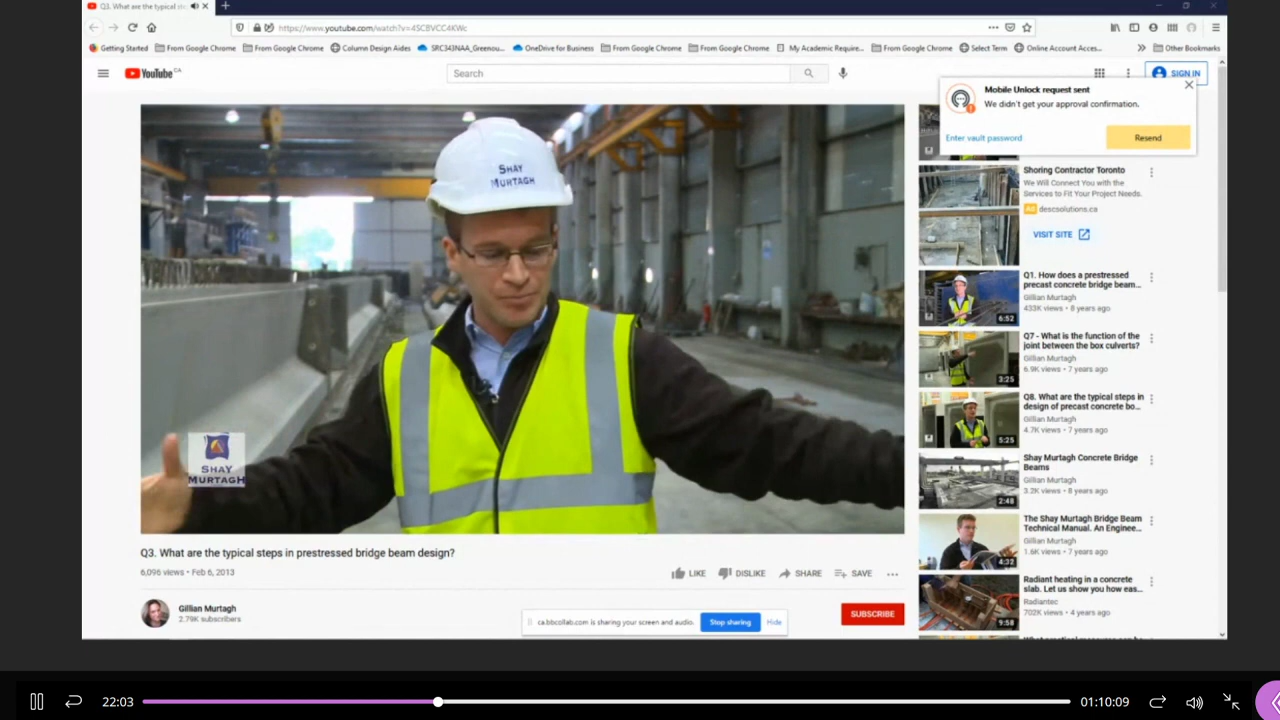 Q3. What are the typical ste
https://www.youtube.com/watch?v=4SCBVCC4KWc
Getting Started
From Google Chrome
From Google Chrome
Column Design Aides
SRC343NAA_Greenou...
OneDrive for Business
From Google Chrome
From Google Chrome
My Academic Require...
From Google Chrome
Select Term
Online Account Acces...
Other Bookmarks
YouTube CA
Search
SIGN IN
Mobile Unlock request sent
We didn't get your approval confirmation.
Enter vault password
Resend
SHAY
MURTAGH
SHAY
MURTAGH
Shoring Contractor Toronto
We Will Connect You with the
Services to Fit Your Project Needs.
Ad descsolutions.ca
VISIT SITE
Q1. How does a prestressed
precast concrete bridge beam...
Gillian Murtagh
433K views • 8 years ago
6:52
Q7 - What is the function of the
joint between the box culverts?
Gillian Murtagh
6.9K views • 7 years ago
3:25
Q8. What are the typical steps in
design of precast concrete bo...
Gillian Murtagh
4.7K views • 7 years ago
5:25
Shay Murtagh Concrete Bridge
Beams
Gillian Murtagh
3.2K views • 8 years ago
2:48
The Shay Murtagh Bridge Beam
Technical Manual. An Enginee...
Gillian Murtagh
1.6K views • 7 years ago
4:32
Radiant heating in a concrete
slab. Let us show you how eas...
Radiantec
702K views • 4 years ago
9:58
Q3. What are the typical steps in prestressed bridge beam design?
6,096 views • Feb 6, 2013
LIKE
DISLIKE
SHARE
SAVE
Gillian Murtagh
2.79K subscribers
SUBSCRIBE
ca.bbcollab.com is sharing your screen and audio.
Stop sharing
Hide
22:03
01:10:09